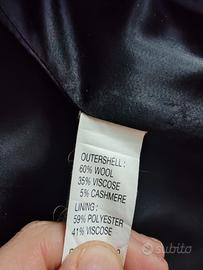 OUTERSHELL:
60% WOOL
35% VISCOSE
5% CASHMERE
LINING:
59% POLYESTER
41% VISCOSE
subito